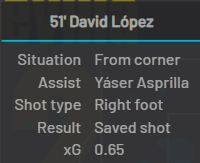 51' David López
Situation From corner
Assist Yáser Asprilla
Shot type Right foot
Result Saved shot
xG 0.65